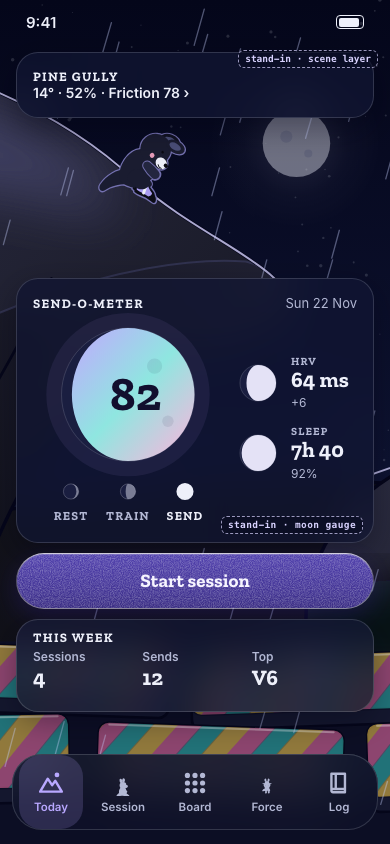 9:41
stand-in · scene layer
PINE GULLY
14° · 52% · Friction 78 ›
SEND-O-METER
Sun 22 Nov
82
HRV
64 ms
+6
SLEEP
7h 40
92%
REST TRAIN SEND
stand-in · moon gauge
Start session
THIS WEEK
Sessions Sends Top
4 12 V6
Today Session Board Force Log